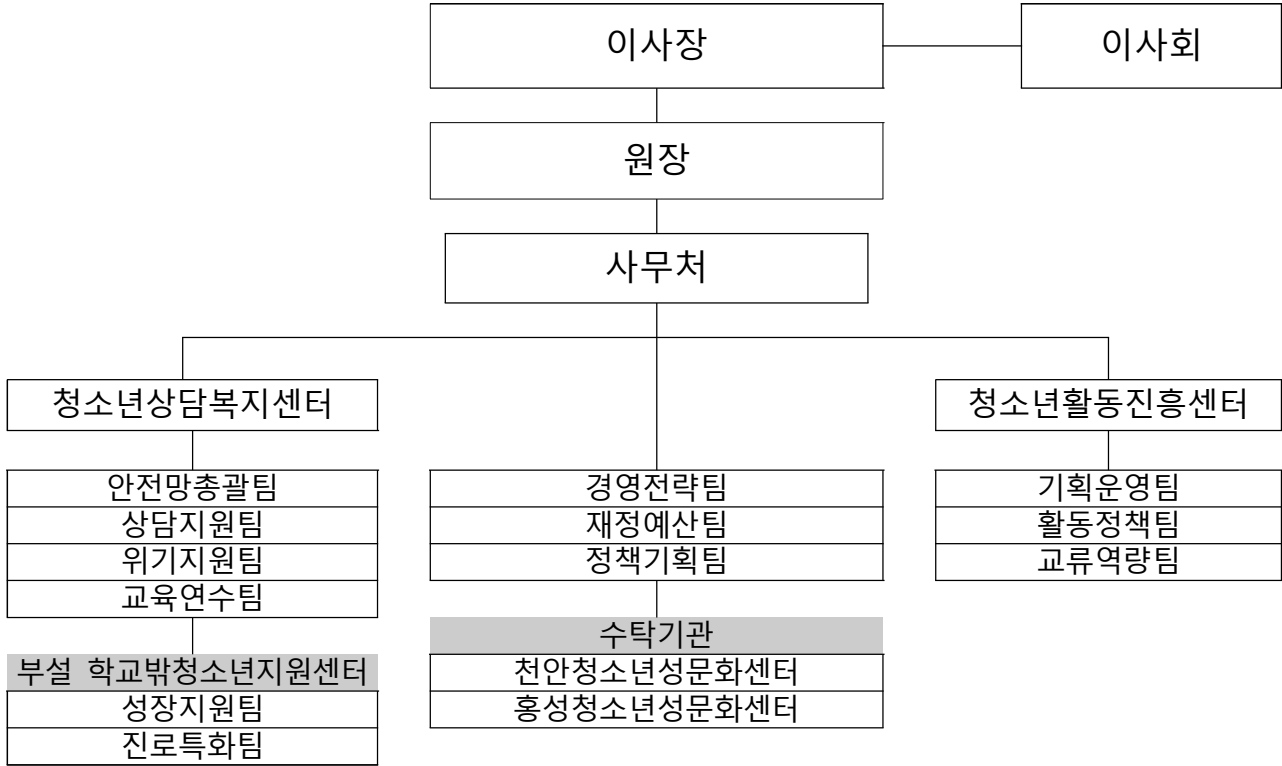 이사장
이사회
원장
사무처
청소년상담복지센터
안전망총괄팀
상담지원팀
위기지원팀
교육연수팀
부설 학교밖청소년지원센터
성장지원팀
진로특화팀
경영전략팀
재정예산팀
정책기획팀
수탁기관
천안청소년성문화센터
홍성청소년성문화센터
청소년활동진흥센터
기획운영팀
활동정책팀
교류역량팀